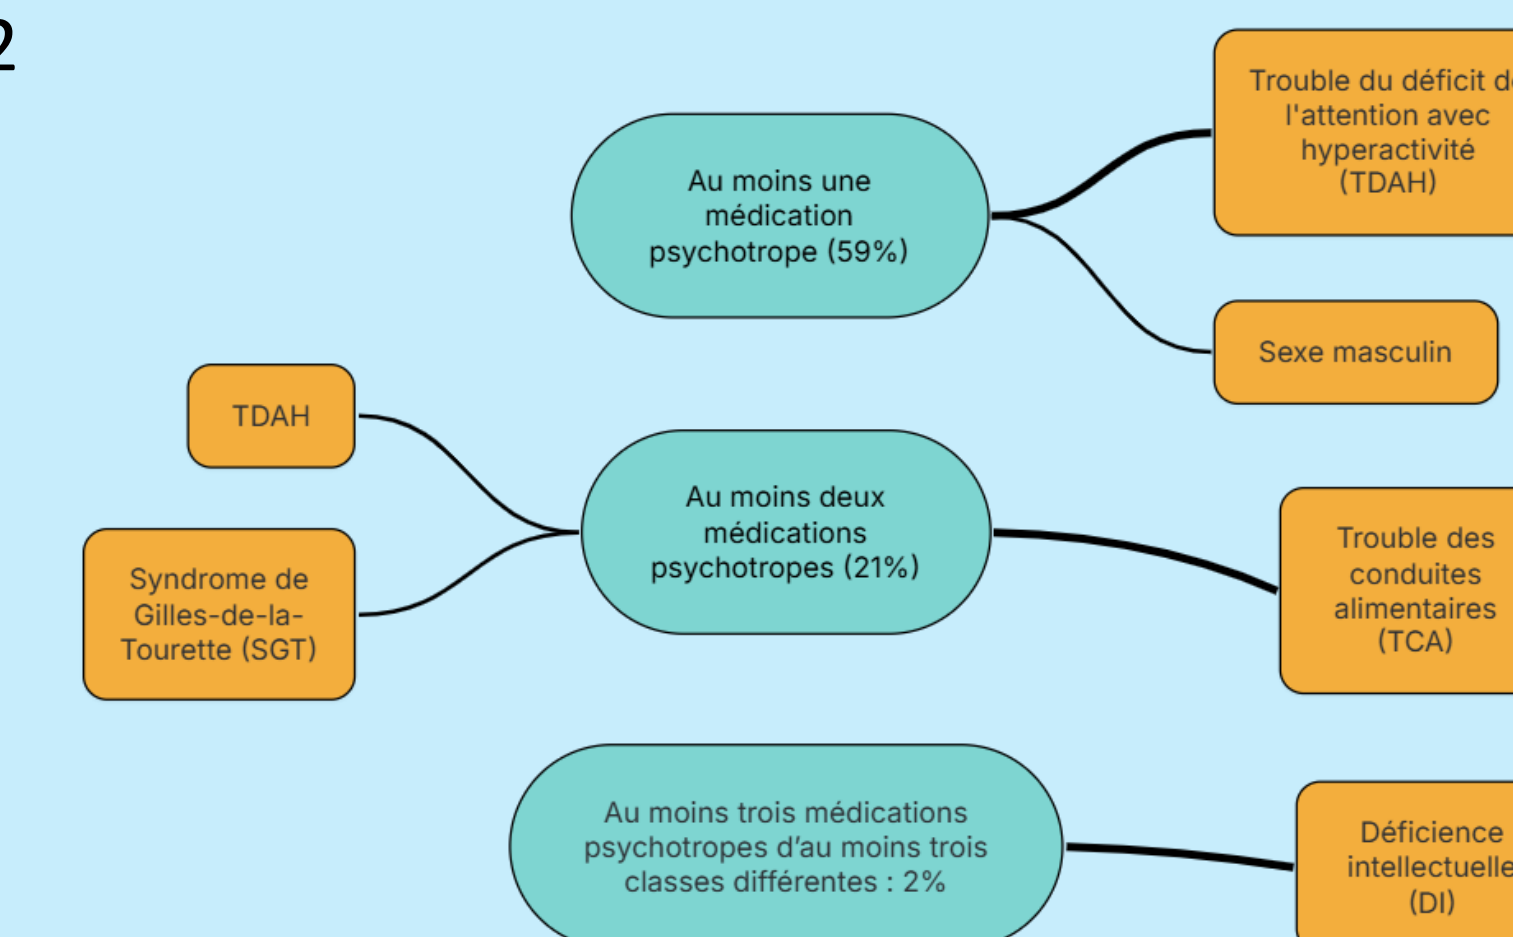 2
Au moins une
médication
psychotrope (59%)
Trouble du déficit
l'attention avec
hyperactivité
(TDAH)
Sexe masculin
TDAH
Syndrome de
Gilles-de-la-
Tourette (SGT)
Au moins deux
médications
psychotropes (21%)
Trouble des
conduites
alimentaires
(TCA)
Au moins trois médications
psychotropes d’au moins trois
classes différentes : 2%
Déficience
intellectuelle
(DI)